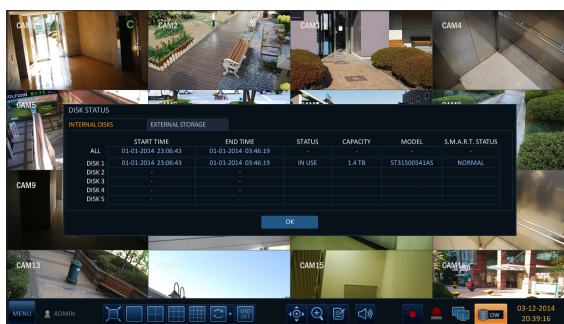 CAM1 C
CAM2
CAM3
CAM4
CAM5
DISK STATUS
INTERNAL DISKS EXTERNAL STORAGE
START TIME END TIME STATUS CAPACITY MODEL S.M.A.R.T. STATUS
ALL 01-01-2014 23:06:43 01-01-2014 03:46:19 - - - -
DISK 1 01-01-2014 23:06:43 01-01-2014 03:46:19 IN USE 1.4 TB ST31500541AS NORMAL
DISK 2 - -
DISK 3 - -
DISK 4 - -
DISK 5 - -
OK
CAM9
CAM13
CAM15
CAM16
MENU ADMIN OW 03-12-2014
20:39:16